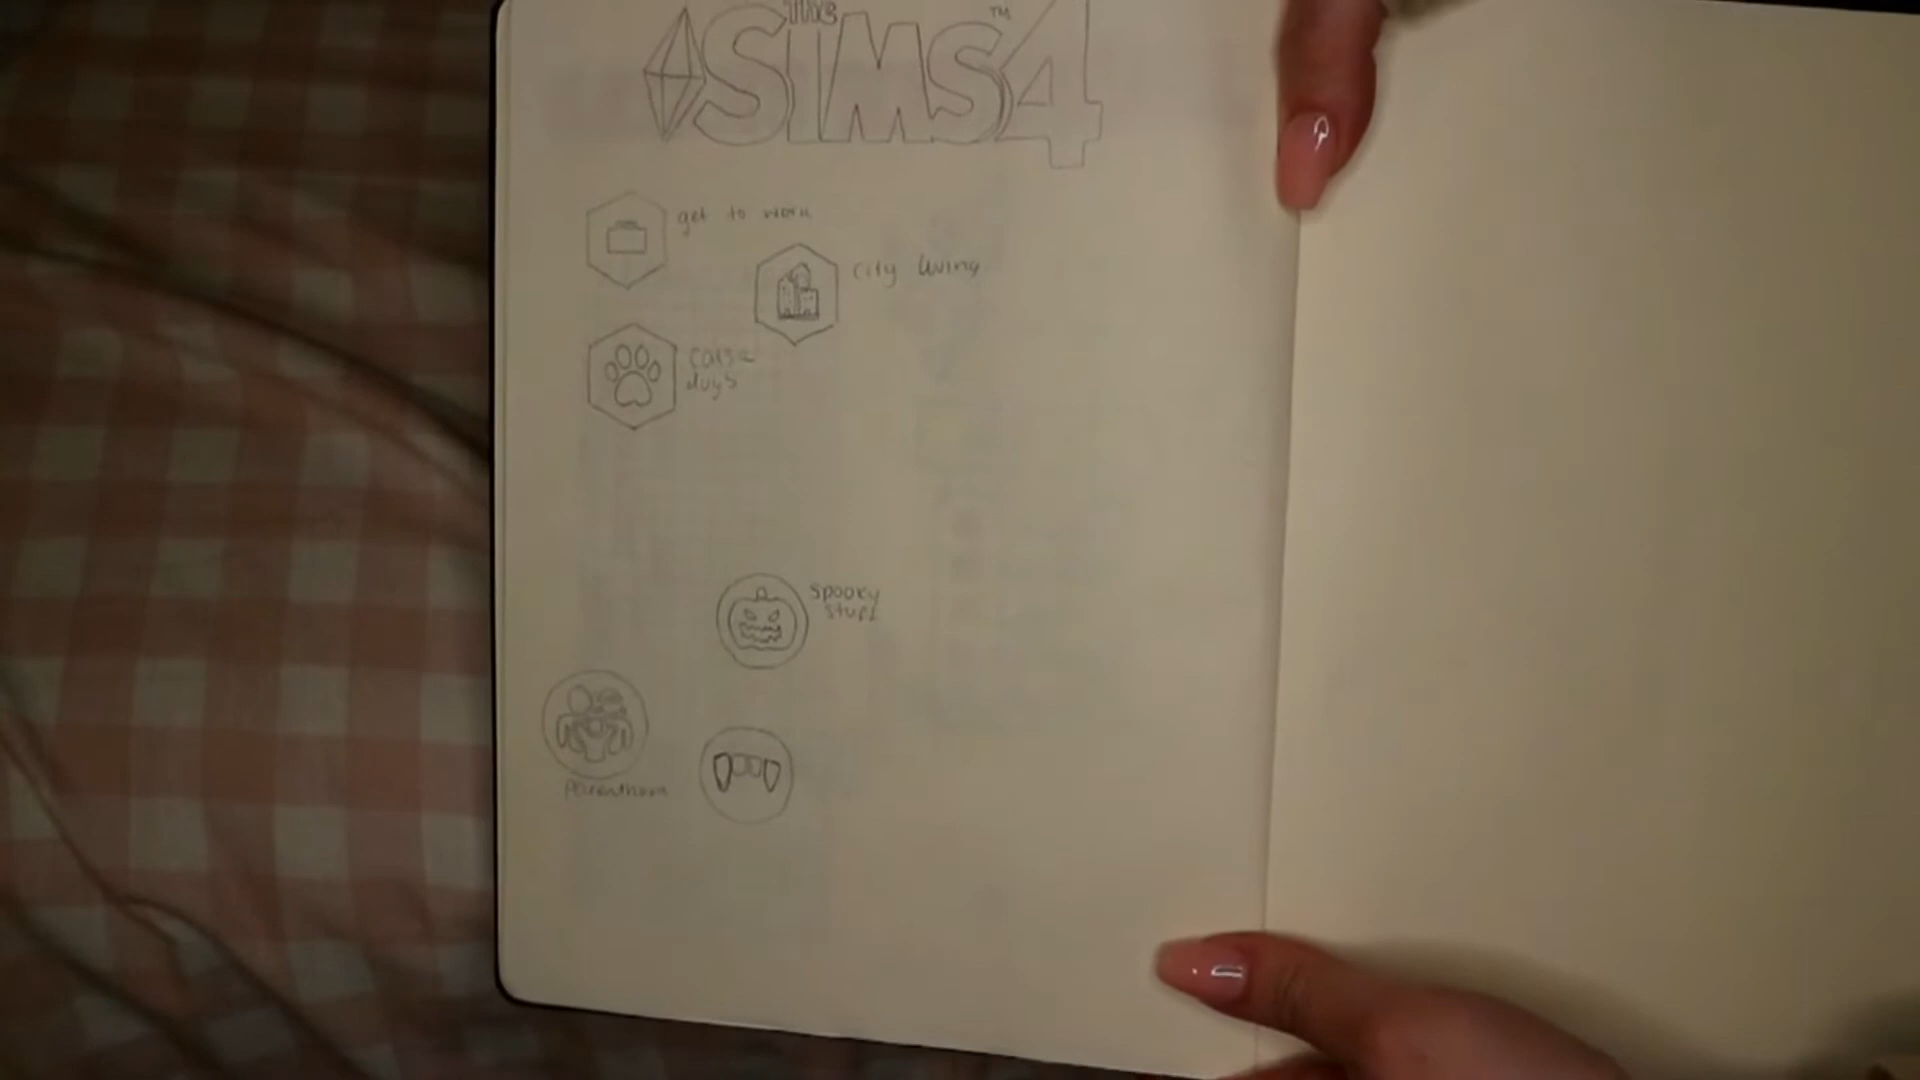 The
SIMS 4
TM
get to work
City living
Cats &
dogs
Spooky
stuff
Parenthood